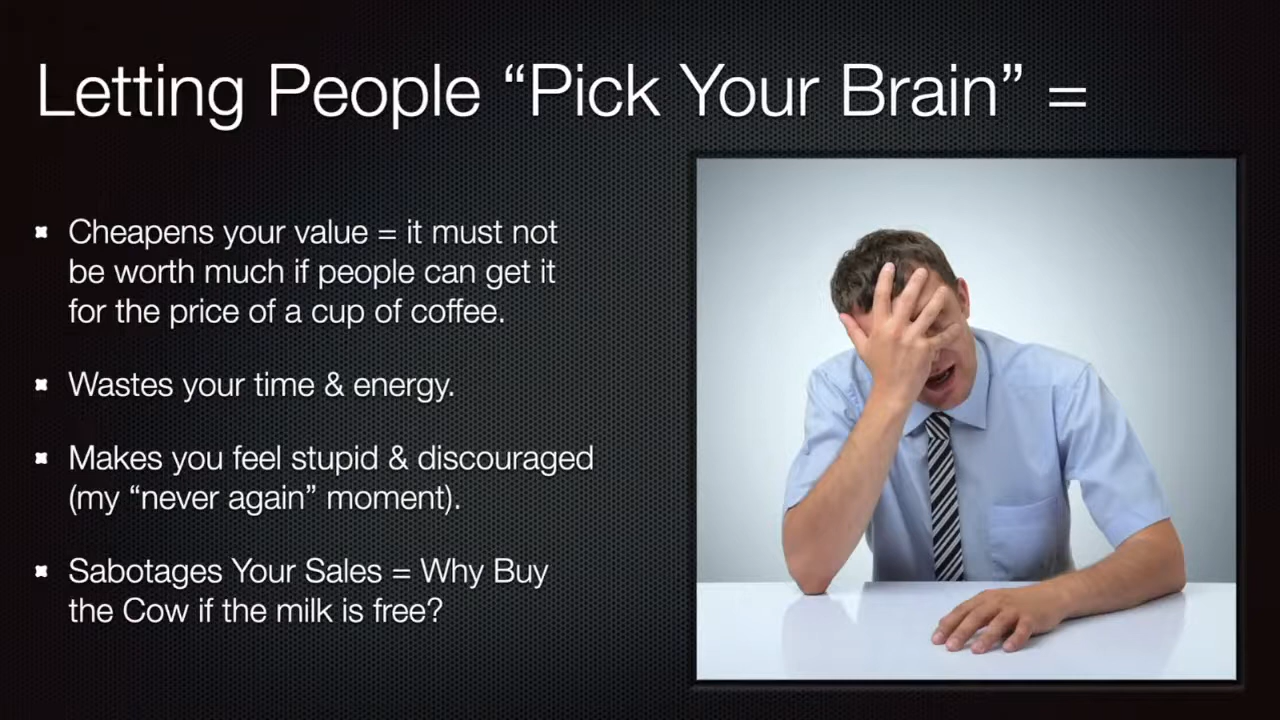 Letting People “Pick Your Brain” =
Cheapens your value = it must not
be worth much if people can get it
for the price of a cup of coffee.
Wastes your time & energy.
Makes you feel stupid & discouraged
(my “never again” moment).
Sabotages Your Sales = Why Buy
the Cow if the milk is free?